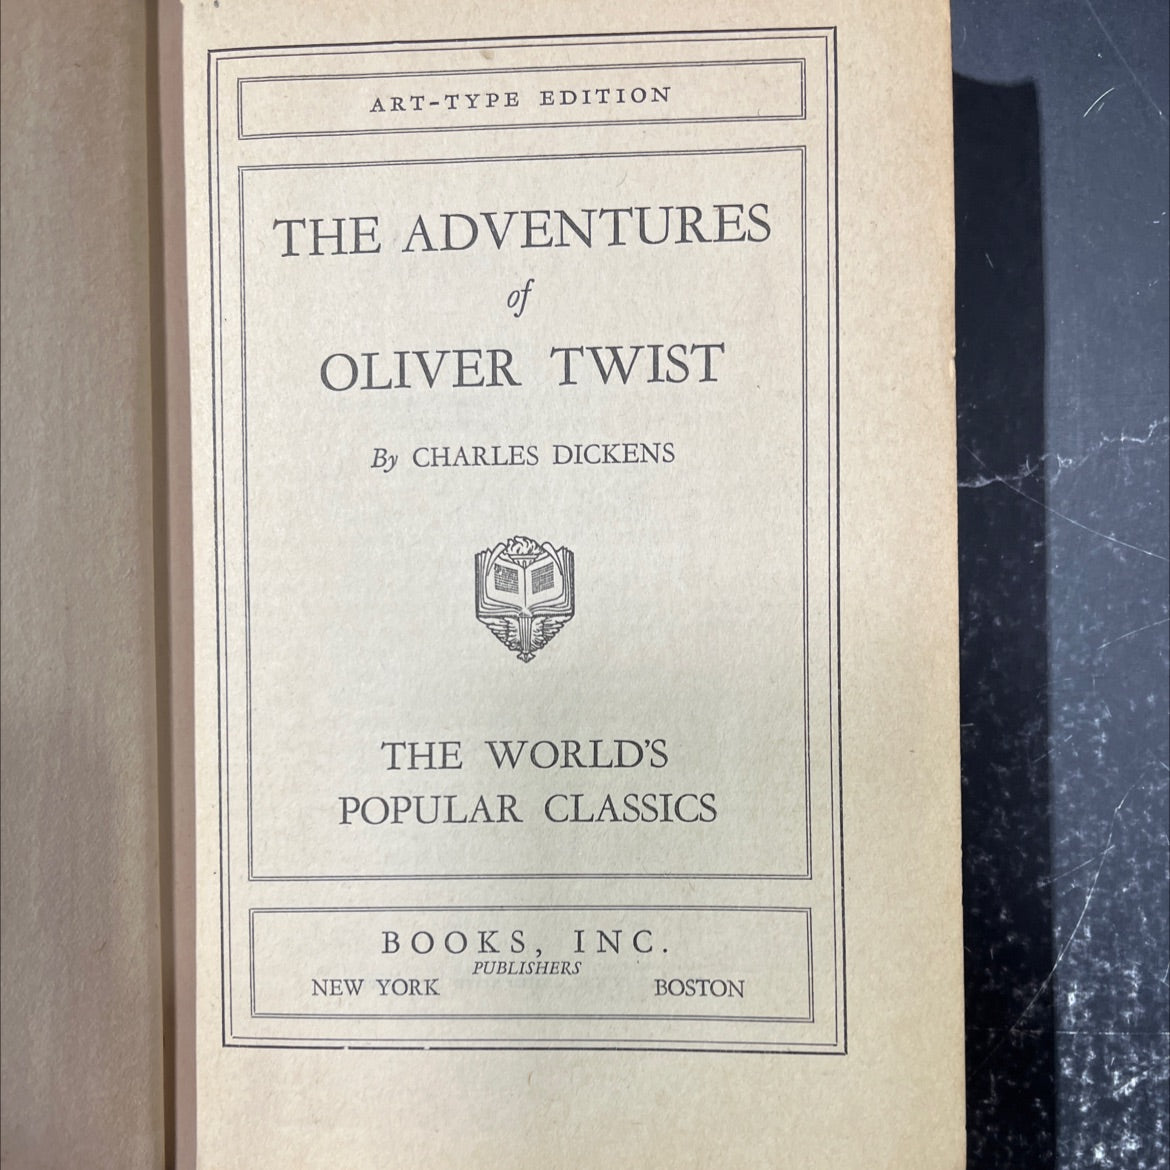 ART-TYPE EDITION
THE ADVENTURES
of
OLIVER TWIST
By CHARLES DICKENS
THE WORLD'S
POPULAR CLASSICS
BOOKS, INC.
PUBLISHERS
NEW YORK BOSTON